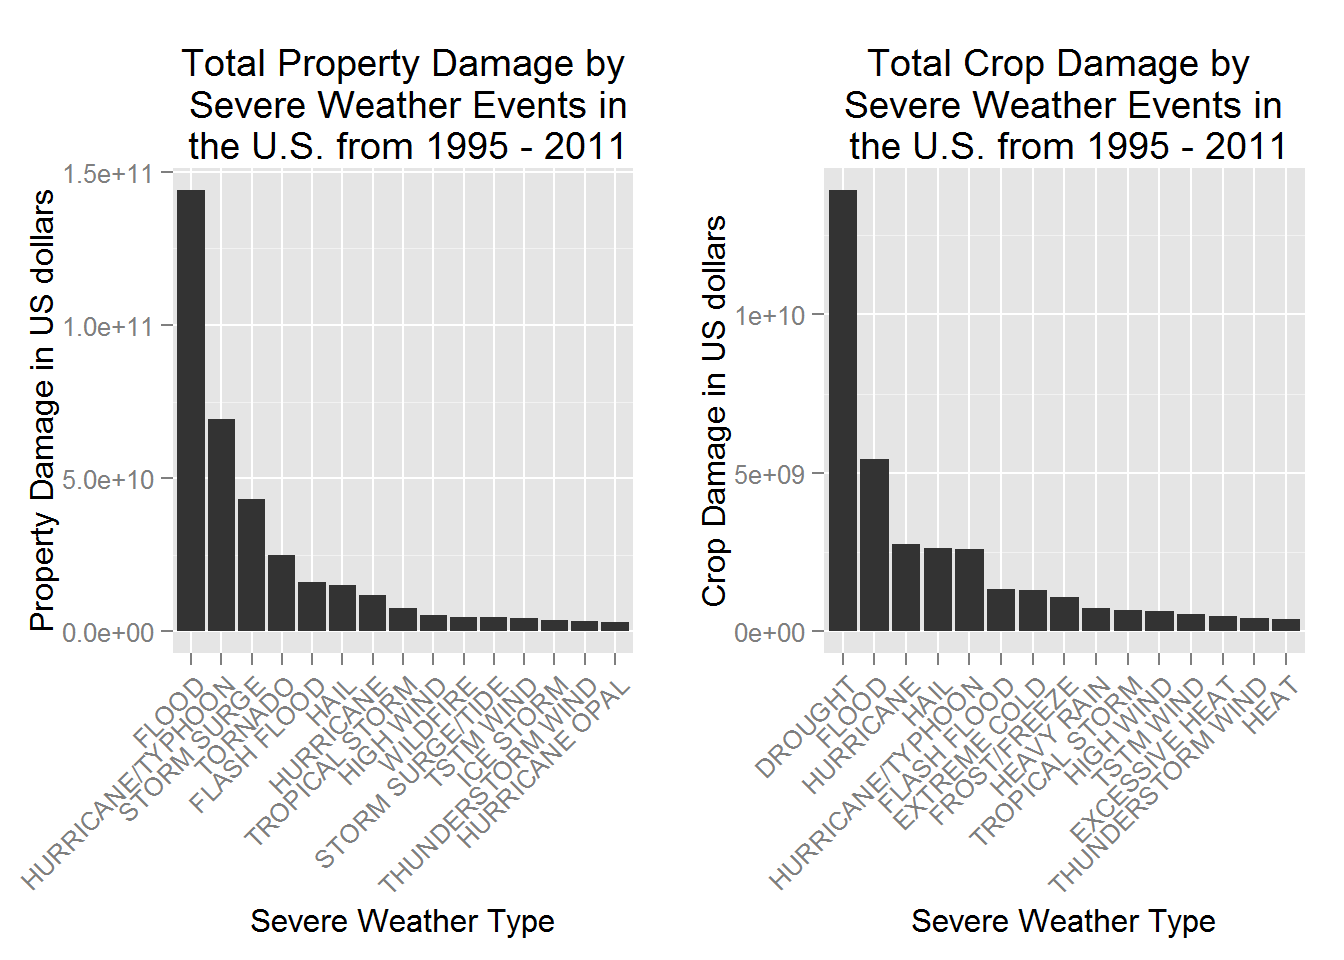 Total Property Damage by
Severe Weather Events in
the U.S. from 1995 - 2011
Property Damage in US dollars
1.5e+11
1.0e+11
5.0e+10
0.0e+00
FLOOD
HURRICANE/TYPHOON
STORM SURGE
TORNADO
FLASH FLOOD
HAIL
HURRICANE
TROPICAL STORM
HIGH WIND
WILDFIRE
STORM SURGE/TIDE
TSTM WIND
ICE STORM
THUNDERSTORM WIND
HURRICANE OPAL
Severe Weather Type
Total Crop Damage by
Severe Weather Events in
the U.S. from 1995 - 2011
Crop Damage in US dollars
1e+10
5e+09
0e+00
DROUGHT
FLOOD
HURRICANE
HAIL
HURRICANE/TYPHOON
FLASH FLOOD
EXTREME COLD
FROST/FREEZE
HEAVY RAIN
TROPICAL STORM
HIGH WIND
TSTM WIND
EXCESSIVE HEAT
THUNDERSTORM WIND
HEAT
Severe Weather Type